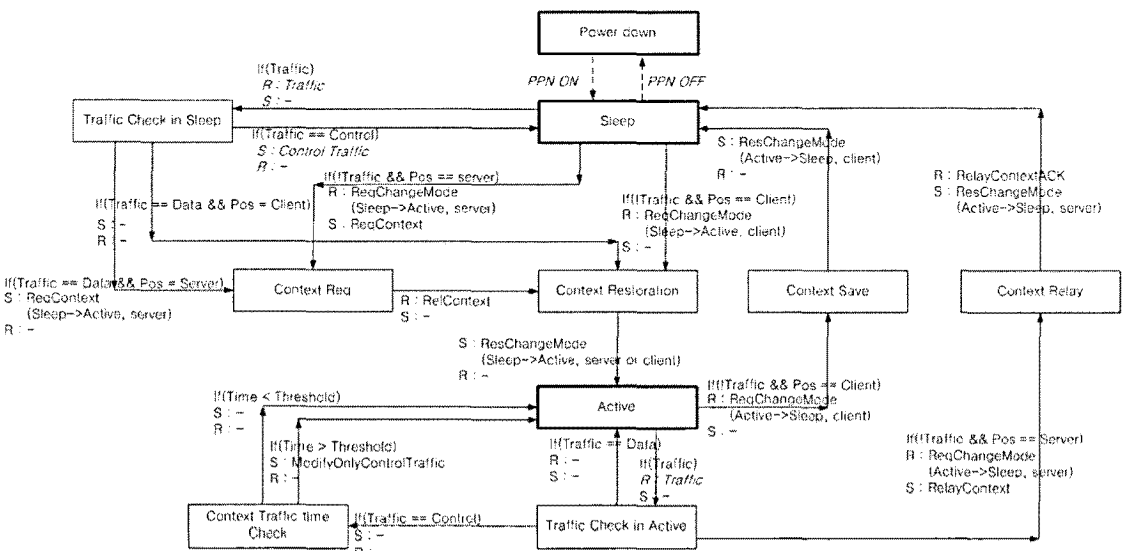 Power down
If(Traffic)
R : Traffic
S : -
PPN ON
PPN OFF
Traffic Check in Sleep
Sleep
If(Traffic == Control)
S : Control Traffic
R : -
S : ResChangeMode
(Active->Sleep, client)
R : -
R : RelayContextACK
S : ResChangeMode
(Active->Sleep, server)
If(!Traffic && Pos == server)
R : ReqChangeMode
(Sleep->Active, server)
S : ReqContext
If(!Traffic && Pos == Client)
R : ReqChangeMode
(Sleep->Active, client)
S : -
If(Traffic == Data && Pos = Client)
S : -
R : -
If(Traffic == Data && Pos = Server)
S : ReqContext
(Sleep->Active, server)
R : -
Context Req
R : RelContext
S : -
Context Restoration
Context Save
Context Relay
S : ResChangeMode
(Sleep->Active, server or client)
R : -
If(Time < Threshold)
S : -
R : -
Active
If(!Traffic && Pos == Client)
R : ReqChangeMode
(Active->Sleep, client)
S : -
If(Time > Threshold)
S : ModifyOnlyControlTraffic
R : -
If(Traffic == Data)
R : -
S : -
If(Traffic)
R : Traffic
S : -
If(!Traffic && Pos == Server)
R : ReqChangeMode
(Active->Sleep, server)
S : RelayContext
Context Traffic time
Check
If(Traffic == Control)
S : -
R : -
Traffic Check in Active